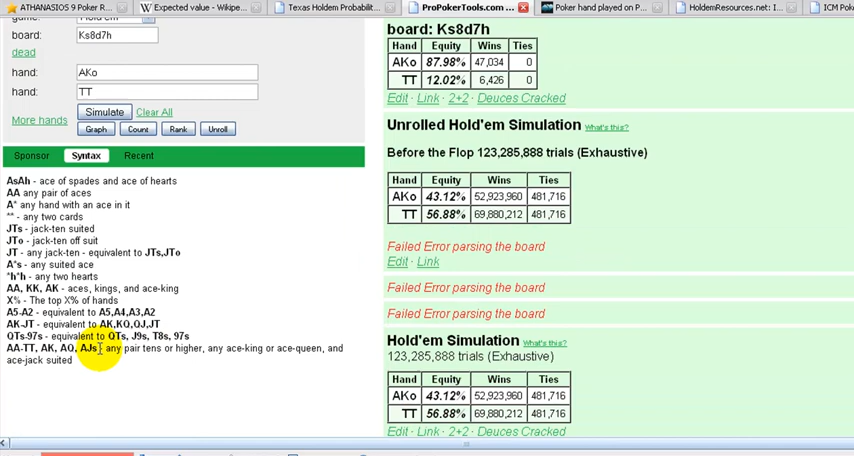 ATHANASIOS 9 Poker R...
Expected value - Wikipe...
Texas Holdem Probabilit...
ProPokerTools.com ...
Poker hand played on P...
HoldemResources.net: I...
ICM Pok
board:
Ks8d7h
dead
hand:
AKo
hand:
TT
Simulate
Clear All
More hands
Graph
Count
Rank
Unroll
Sponsor
Syntax
Recent
AsAh - ace of spades and ace of hearts
AA any pair of aces
A* any hand with an ace in it
** - any two cards
JTs - jack-ten suited
JTo - jack-ten off suit
JT - any jack-ten - equivalent to JTs,JTo
A*s - any suited ace
*h*h - any two hearts
AA, KK, AK - aces, kings, and ace-king
X% - The top X% of hands
A5-A2 - equivalent to A5,A4,A3,A2
AK-JT - equivalent to AK,KQ,QJ,JT
QTs-97s - equivalent to QTs, J9s, T8s, 97s
AA-TT, AK, AQ, AJs - any pair tens or higher, any ace-king or ace-queen, and
ace-jack suited
board: Ks8d7h
Hand Equity Wins Ties
AKo 87.98% 47,034 0
TT 12.02% 6,426 0
Edit · Link · 2+2 · Deuces Cracked
Unrolled Hold'em Simulation What's this?
Before the Flop 123,285,888 trials (Exhaustive)
Hand Equity Wins Ties
AKo 43.12% 52,923,960 481,716
TT 56.88% 69,880,212 481,716
Failed Error parsing the board
Edit · Link
Failed Error parsing the board
Failed Error parsing the board
Hold'em Simulation What's this?
123,285,888 trials (Exhaustive)
Hand Equity Wins Ties
AKo 43.12% 52,923,960 481,716
TT 56.88% 69,880,212 481,716
Edit · Link · 2+2 · Deuces Cracked